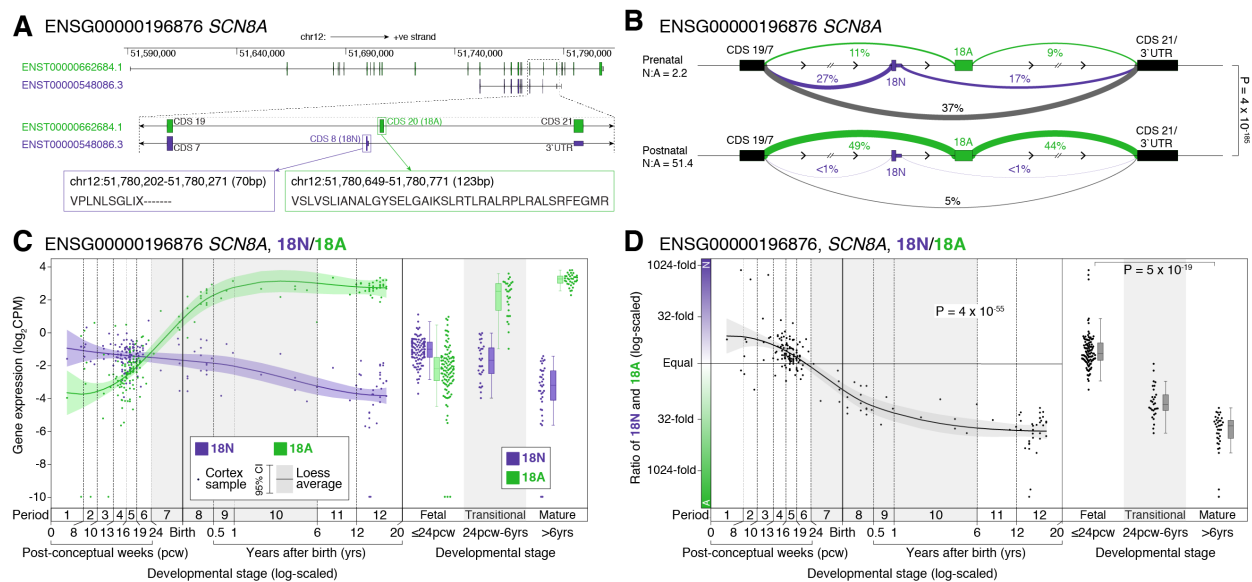 A ENSG00000196876 SCN8A
chr12: +ve strand
51,590,000 51,640,000 51,690,000 51,740,000 51,790,000
ENST00000662684.1
ENST00000548086.3
ENST00000662684.1 CDS 19 CDS 20 (18A) CDS 21
ENST00000548086.3 CDS 7 CDS 8 (18N) 3`UTR
chr12:51,780,202-51,780,271 (70bp)
VPLNLSGLIX-------
chr12:51,780,649-51,780,771 (123bp)
VSLVSLIANALGYSELGAIKSLRTLRALRPLRALSRFEGMR
B ENSG00000196876 SCN8A
Prenatal
N:A = 2.2
CDS 19/7 11% 18A 9% CDS 21/
3`UTR
27% 18N 17%
37%
P = 4 x 10-186
Postnatal
N:A = 51.4
CDS 19/7 49% 18A 44% CDS 21/
3`UTR
<1% 18N <1%
5%
C ENSG00000196876 SCN8A, 18N/18A
Gene expression (log2CPM)
4
2
0
-2
-4
-6
-8
-10
18N 18A
Cortex
sample
95% CI
Loess
average
18N
18A
Period 1 2 3 4 5 6 7 8 9 10 11 12 Fetal Transitional Mature
0 8 10 13 16 19 24 Birth 0.5 1 6 12 20 ≤24pcw 24pcw-6yrs >6yrs
Post-conceptual weeks (pcw) Years after birth (yrs) Developmental stage
Developmental stage (log-scaled)
D ENSG00000196876, SCN8A, 18N/18A
Ratio of 18N and 18A (log-scaled)
1024-fold
32-fold
Equal
32-fold
1024-fold
N
A
P = 4 x 10-55
P = 5 x 10-19
Period 1 2 3 4 5 6 7 8 9 10 11 12 Fetal Transitional Mature
0 8 10 13 16 19 24 Birth 0.5 1 6 12 20 ≤24pcw 24pcw-6yrs >6yrs
Post-conceptual weeks (pcw) Years after birth (yrs) Developmental stage
Developmental stage (log-scaled)